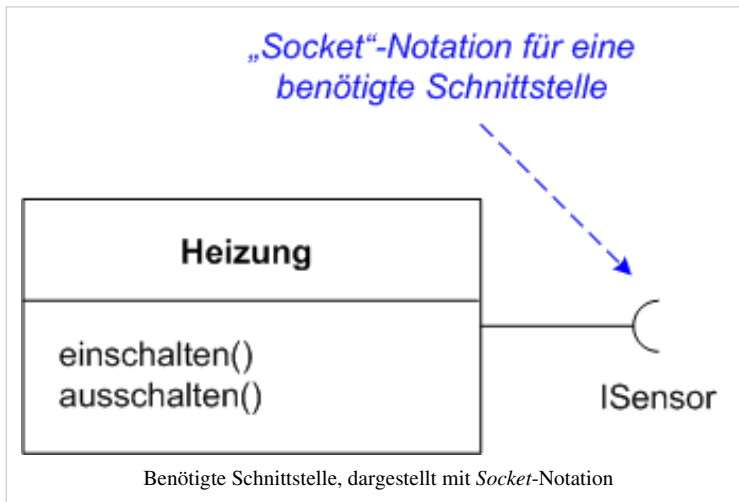 „Socket“-Notation für eine
benötigte Schnittstelle
Heizung
einschalten()
ausschalten()
ISensor
Benötigte Schnittstelle, dargestellt mit Socket-Notation